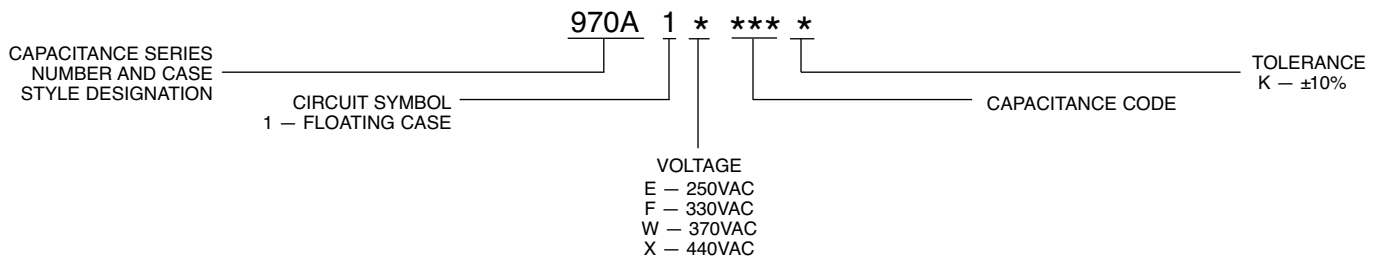 970A 1 * *** *
CAPACITANCE SERIES
NUMBER AND CASE
STYLE DESIGNATION
CIRCUIT SYMBOL
1 — FLOATING CASE
VOLTAGE
E — 250VAC
F — 330VAC
W — 370VAC
X — 440VAC
CAPACITANCE CODE
TOLERANCE
K — ±10%